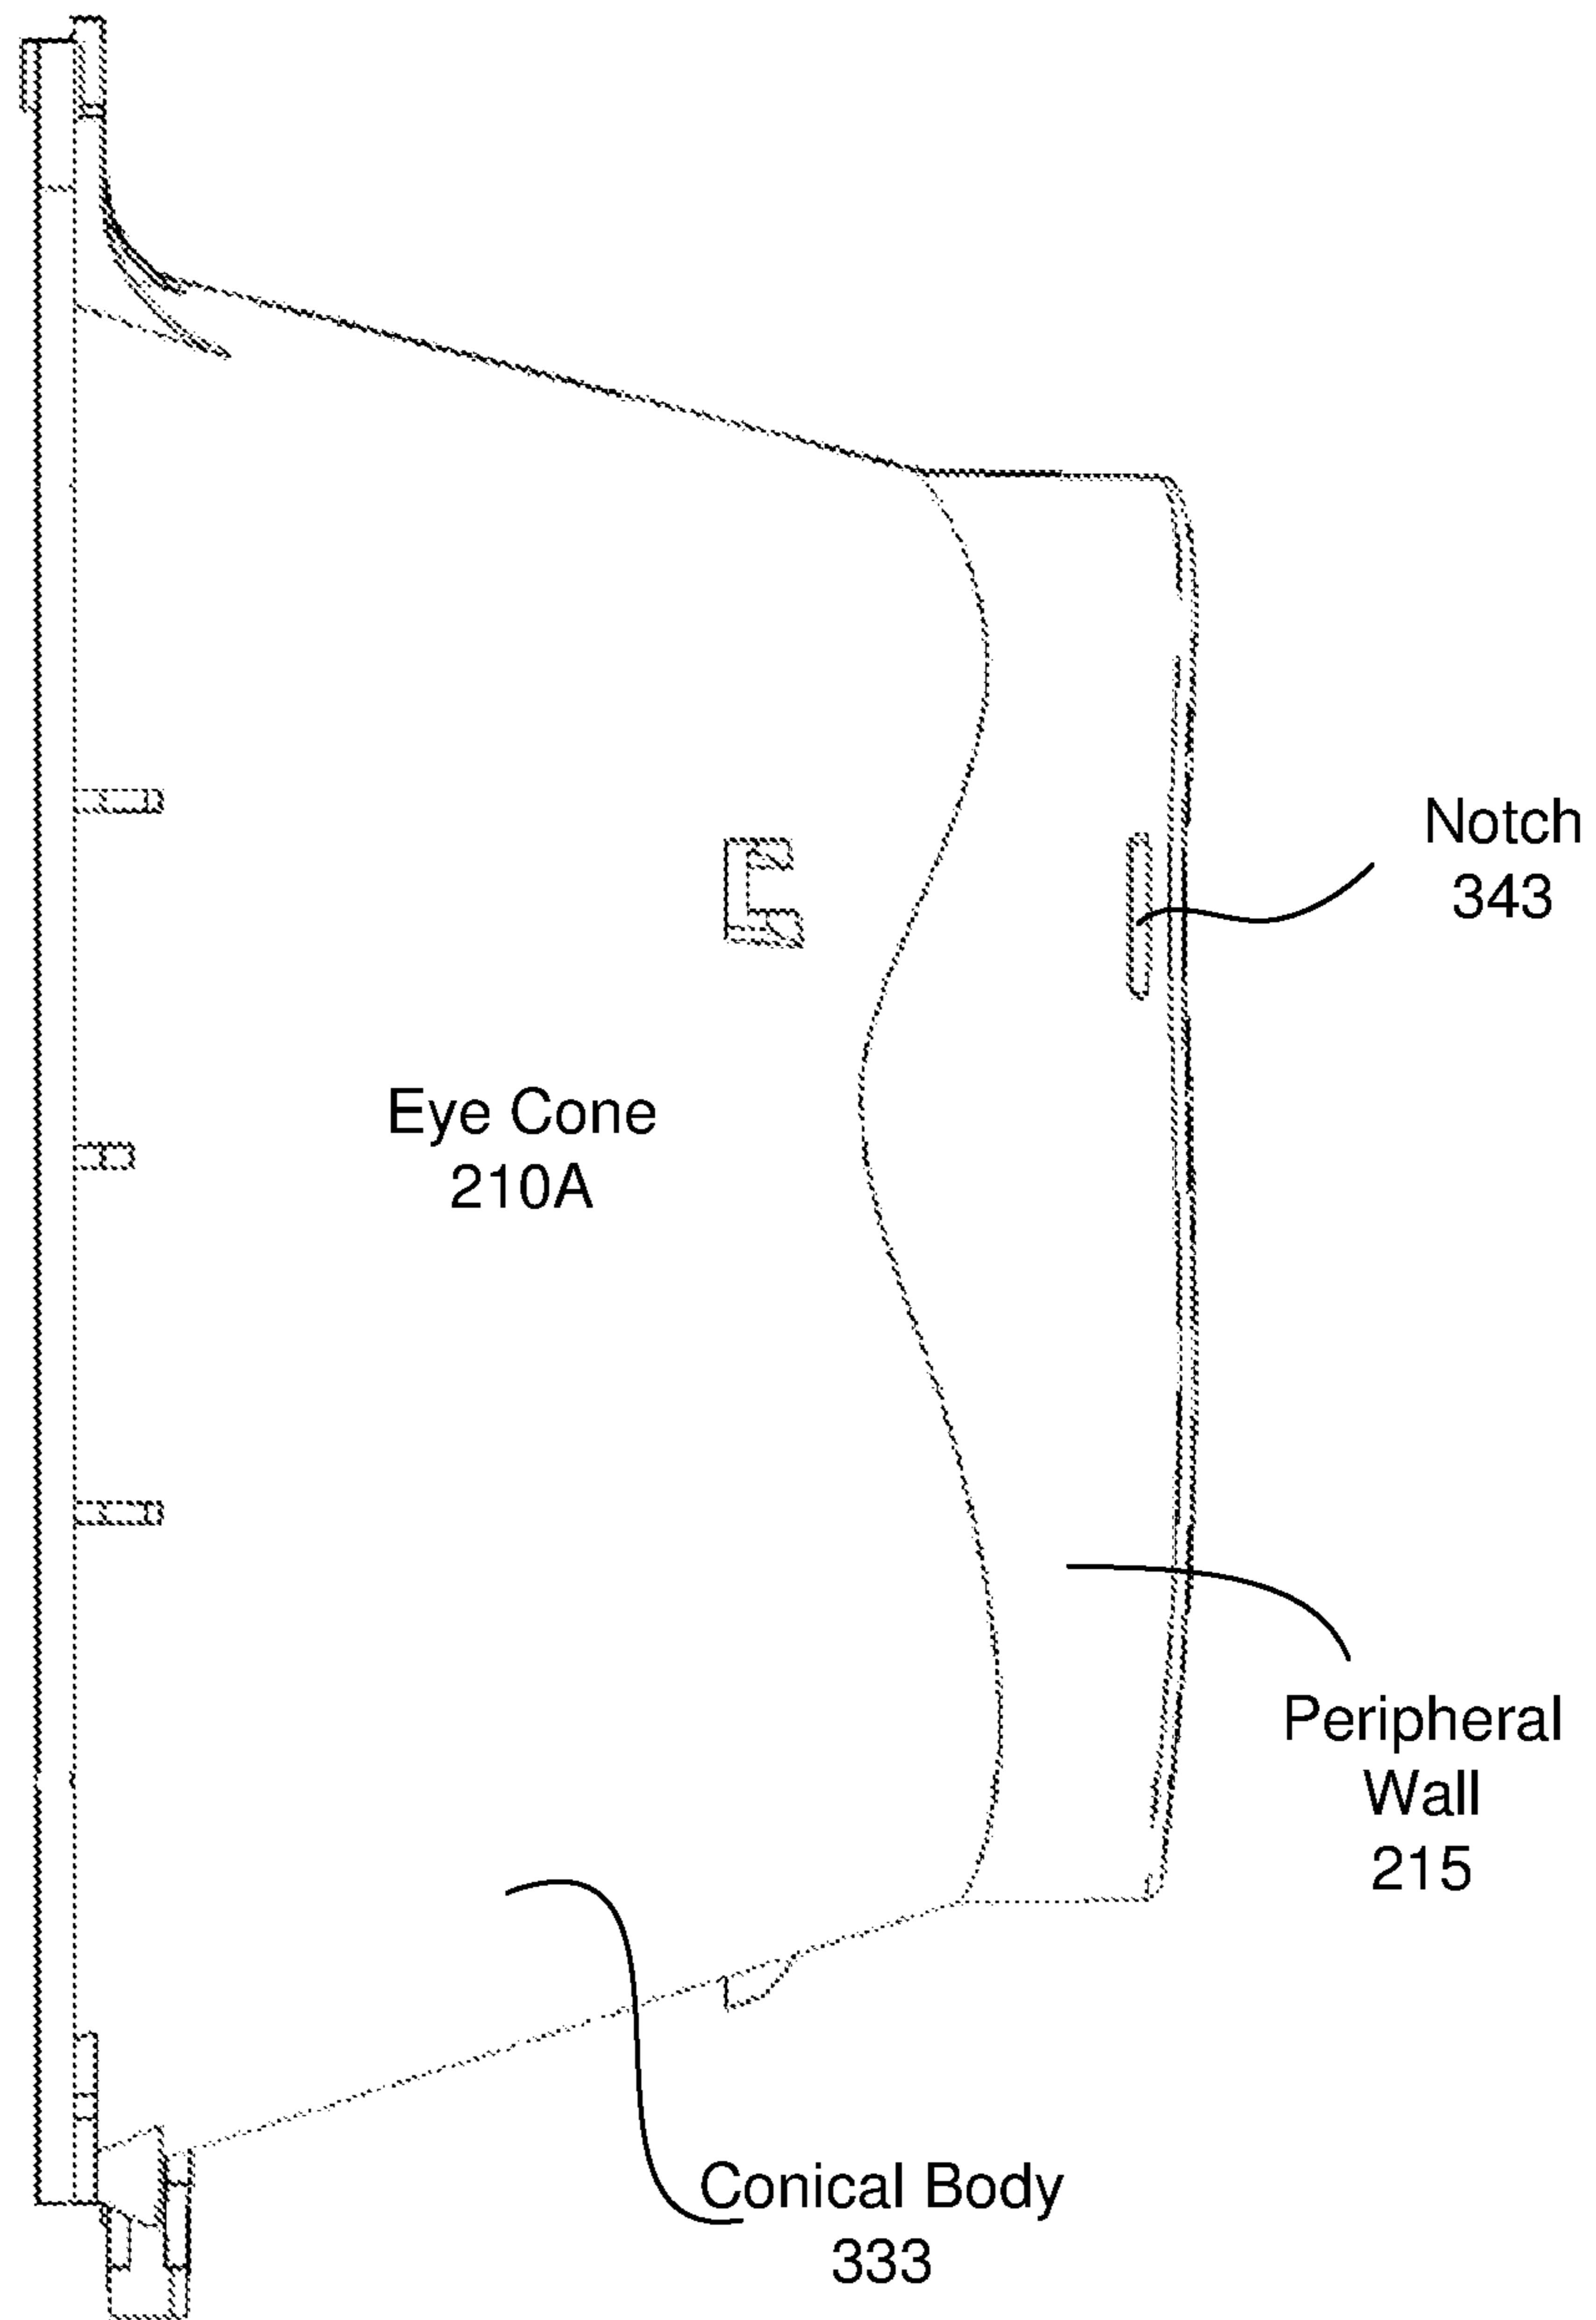 Notch
343
Eye Cone
210A
Peripheral
Wall
215
Conical Body
333